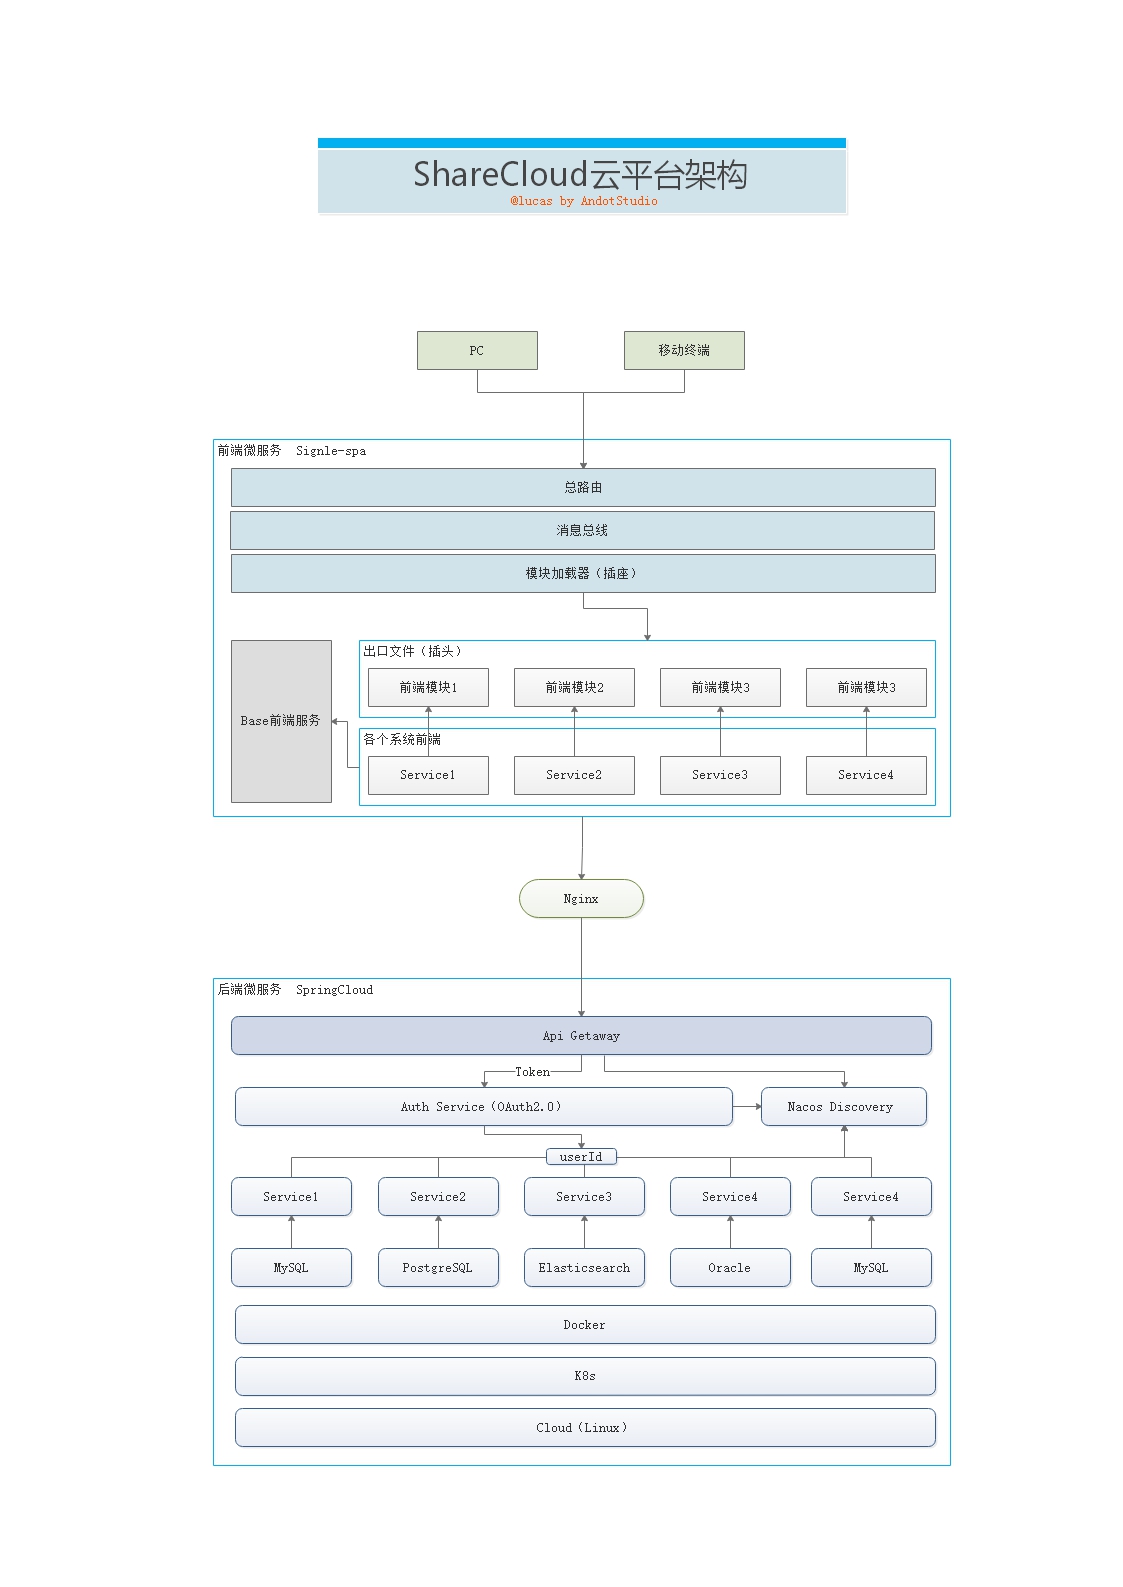 ShareCloud云平台架构
@lucas by AndotStudio
PC
移动终端
前端微服务 Signle-spa
总路由
消息总线
模块加载器（插座）
出口文件（插头）
前端模块1
前端模块2
前端模块3
前端模块3
Base前端服务
各个系统前端
Service1
Service2
Service3
Service4
Nginx
后端微服务 SpringCloud
Api Getaway
Token
Auth Service（OAuth2.0）
Nacos Discovery
userId
Service1
Service2
Service3
Service4
Service4
MySQL
PostgreSQL
Elasticsearch
Oracle
MySQL
Docker
K8s
Cloud（Linux）